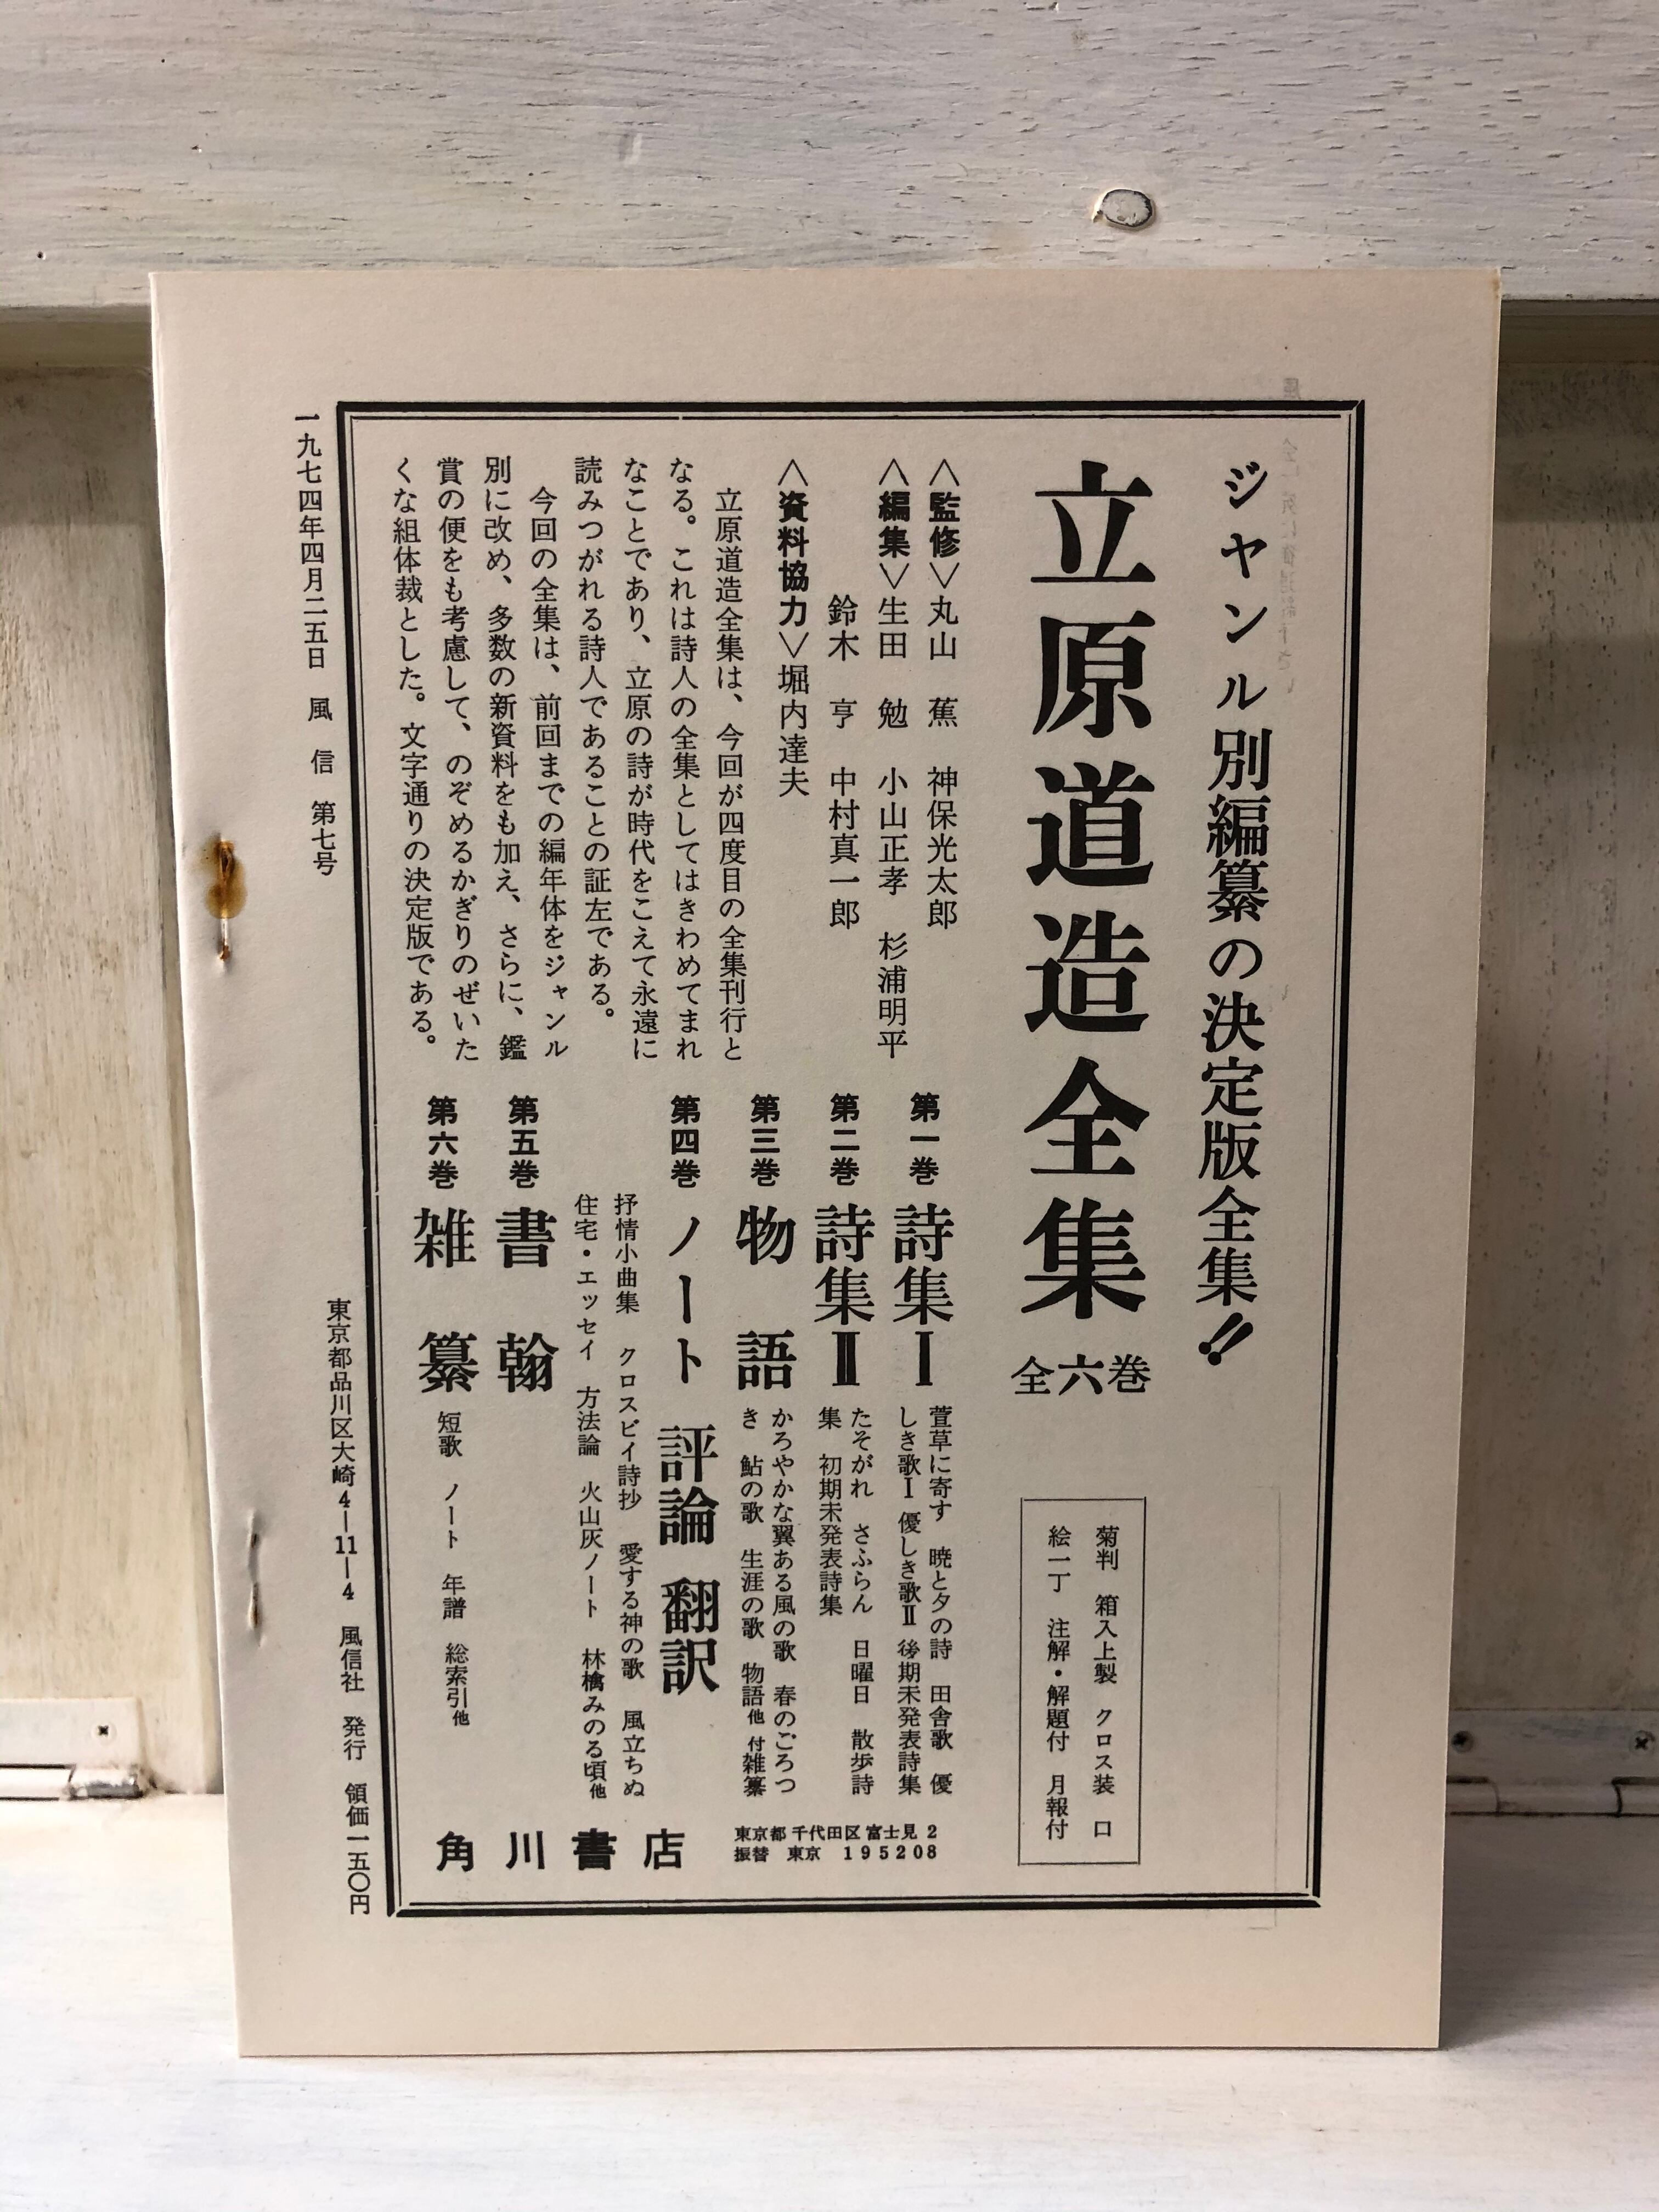 ジャンル別編纂の決定版全集!!
立原道造全集 全六巻
菊判 箱入上製 クロス装 口
絵一丁 注解・解題付 月報付
〈監修〉丸山 薫 神保光太郎
〈編集〉生田 勉 小山正孝 杉浦明平
鈴木 亨 中村真一郎
〈資料協力〉堀内達夫
立原道造全集は、今回が四度目の全集刊行と
なる。これは詩人の全集としてはきわめてまれ
なことであり、立原の詩が時代をこえて永遠に
読みつがれる詩人であることの証左である。
今回の全集は、前回までの編年体をジャンル
別に改め、多数の新資料をも加え、さらに、鑑
賞の便をも考慮して、のぞめるかぎりのぜいた
くな組体裁とした。文字通りの決定版である。
第一巻 詩集Ⅰ
萱草に寄す 暁と夕の詩 田舎歌 優
しき歌Ⅰ 優しき歌Ⅱ 後期未発表詩集
第二巻 詩集Ⅱ
たそがれ さふらん 日曜日 散歩詩
集 初期未発表詩集
第三巻 物語
かろやかな翼ある風の歌 春のごろつ
き 鮎の歌 生涯の歌 物語他 付雑纂
第四巻 ノート 評論 翻訳
抒情小曲集 クロスビイ詩抄 愛する神の歌 風立ちぬ
住宅・エッセイ 方法論 火山灰ノート 林檎みのる頃他
第五巻 書翰
第六巻 雑纂
短歌 ノート 年譜 総索引他
東京都千代田区富士見2
振替 東京 195208
角川書店
一九七四年四月二五日 風信 第七号
東京都品川区大崎4―11―4 風信社 発行 領価一五〇円